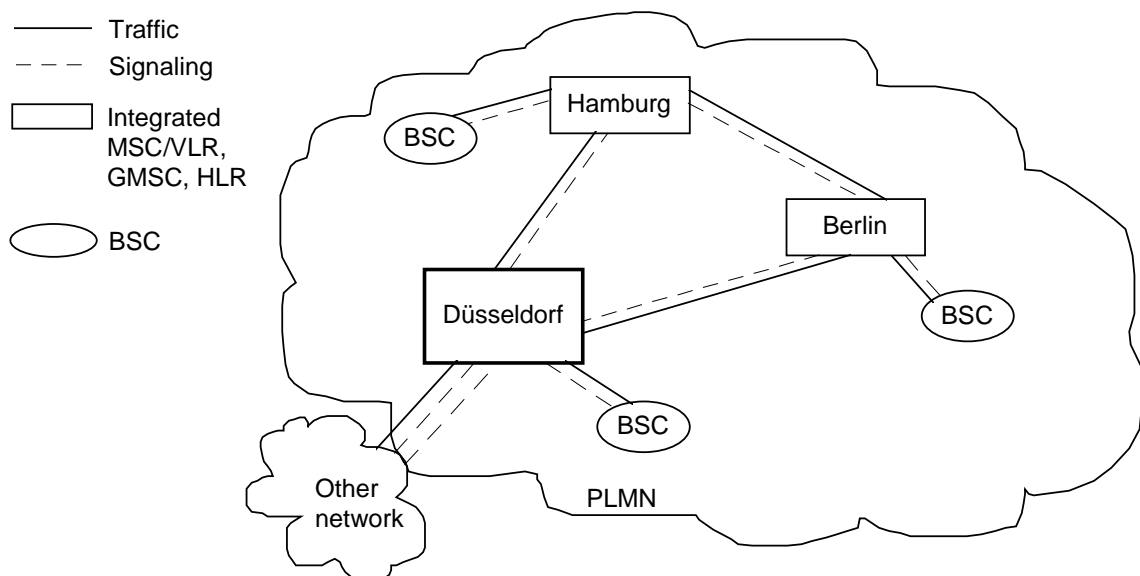 Traffic
Signaling
Integrated
MSC/VLR,
GMSC, HLR
BSC
Hamburg
BSC
Berlin
Düsseldorf
BSC
BSC
Other
network
PLMN